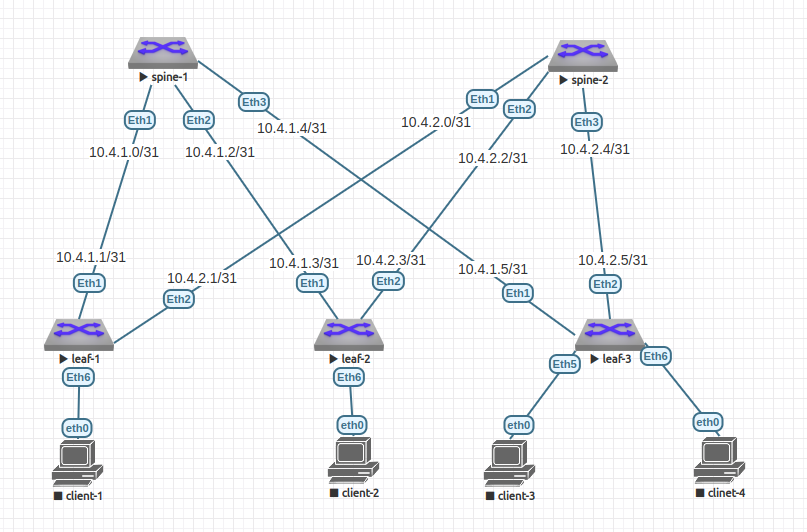 ▶ spine-1
▶ spine-2
Eth1
Eth2
Eth3
Eth1
Eth2
Eth3
10.4.1.0/31
10.4.1.2/31
10.4.1.4/31
10.4.2.0/31
10.4.2.2/31
10.4.2.4/31
10.4.1.1/31
10.4.2.1/31
10.4.1.3/31
10.4.2.3/31
10.4.1.5/31
10.4.2.5/31
Eth1
Eth2
Eth1
Eth2
Eth1
Eth2
▶ leaf-1
▶ leaf-2
▶ leaf-3
Eth6
Eth6
Eth5
Eth6
eth0
eth0
eth0
eth0
■ client-1
■ client-2
■ client-3
■ clinet-4